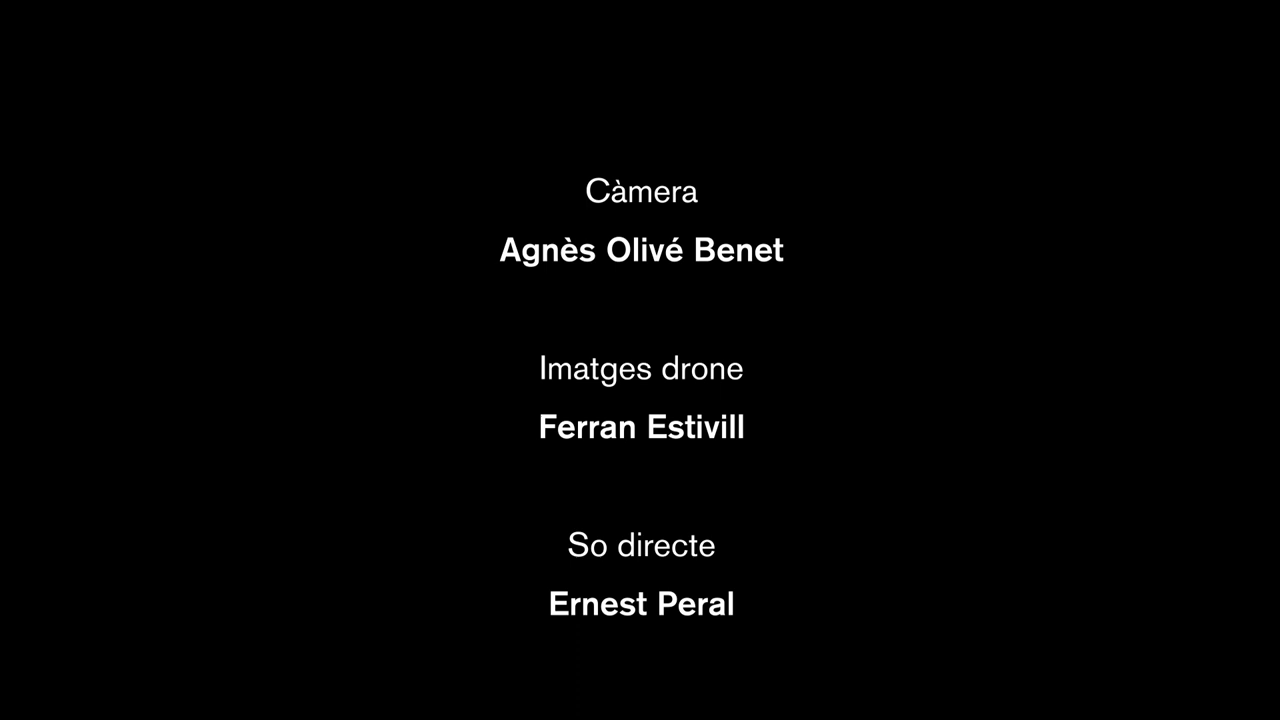 Càmera
Agnès Olivé Benet
Imatges drone
Ferran Estivill
So directe
Ernest Peral